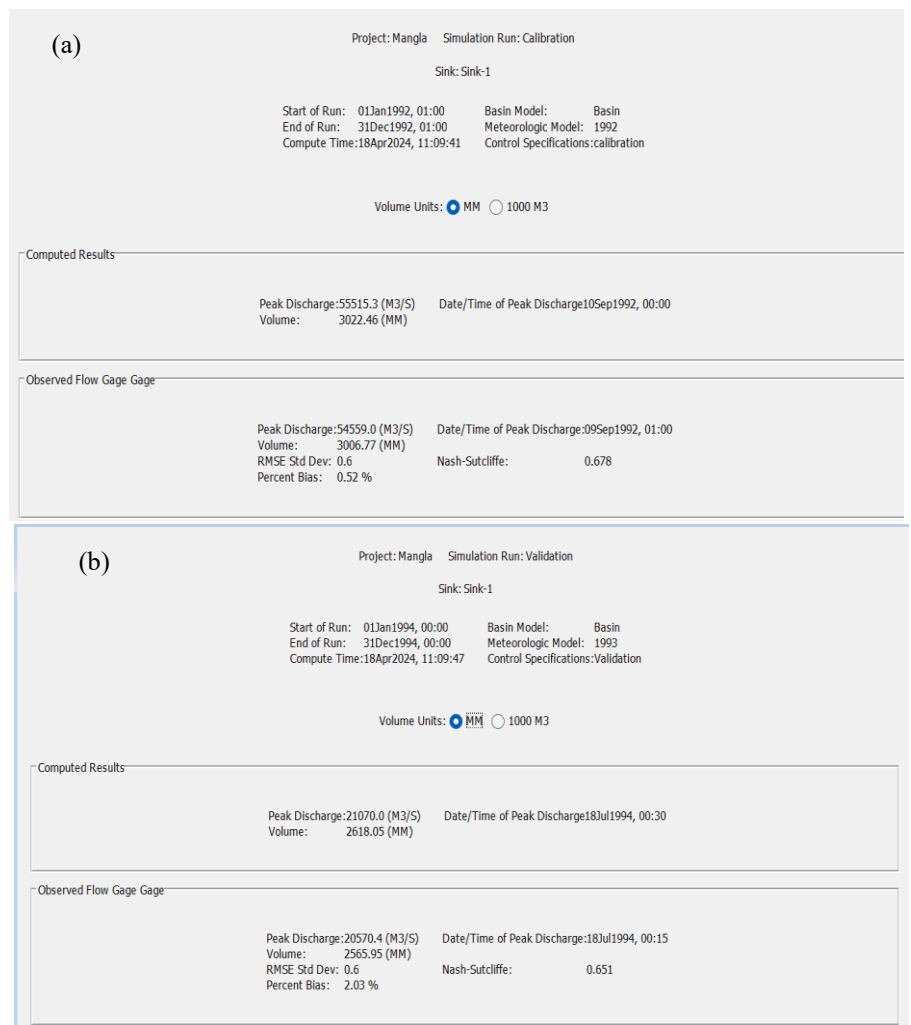 (a)
Project: Mangla Simulation Run: Calibration
Sink: Sink-1
Start of Run: 01Jan1992, 01:00 Basin Model: Basin
End of Run: 31Dec1992, 01:00 Meteorologic Model: 1992
Compute Time:18Apr2024, 11:09:41 Control Specifications:calibration
Volume Units: MM 1000 M3
Computed Results
Peak Discharge:55515.3 (M3/S) Date/Time of Peak Discharge10Sep1992, 00:00
Volume: 3022.46 (MM)
Observed Flow Gage Gage
Peak Discharge:54559.0 (M3/S) Date/Time of Peak Discharge:09Sep1992, 01:00
Volume: 3006.77 (MM)
RMSE Std Dev: 0.6 Nash-Sutcliffe: 0.678
Percent Bias: 0.52 %
(b)
Project: Mangla Simulation Run: Validation
Sink: Sink-1
Start of Run: 01Jan1994, 00:00 Basin Model: Basin
End of Run: 31Dec1994, 00:00 Meteorologic Model: 1993
Compute Time:18Apr2024, 11:09:47 Control Specifications:Validation
Volume Units: MM 1000 M3
Computed Results
Peak Discharge:21070.0 (M3/S) Date/Time of Peak Discharge18Jul1994, 00:30
Volume: 2618.05 (MM)
Observed Flow Gage Gage
Peak Discharge:20570.4 (M3/S) Date/Time of Peak Discharge:18Jul1994, 00:15
Volume: 2565.95 (MM)
RMSE Std Dev: 0.6 Nash-Sutcliffe: 0.651
Percent Bias: 2.03 %